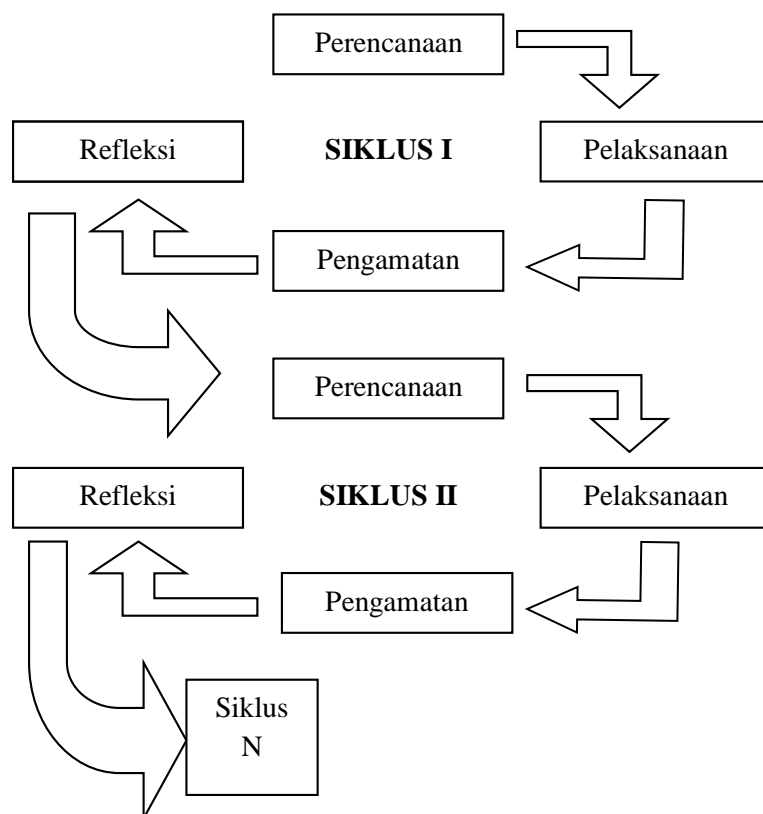 Perencanaan
Refleksi
SIKLUS I
Pelaksanaan
Pengamatan
Perencanaan
Refleksi
SIKLUS II
Pelaksanaan
Pengamatan
Siklus
N